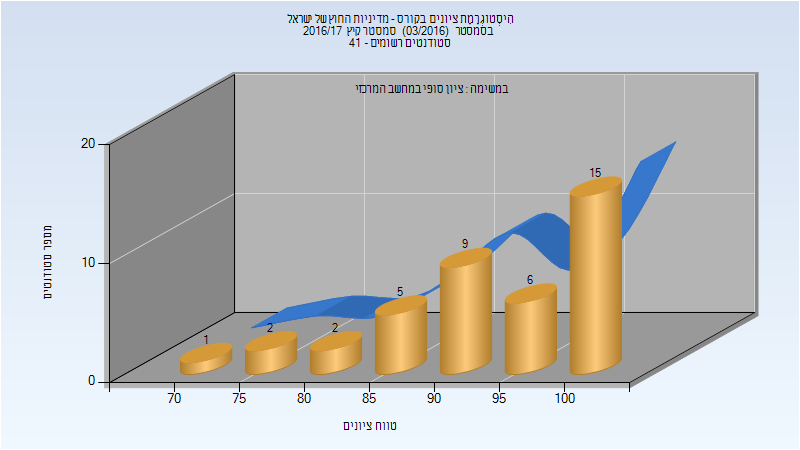 היסטוגרמת ציונים בקורס - מדיניות החוץ של ישראל
בסמסטר (03/2016) סמסטר קיץ 2016/17
סטודנטים רשומים - 41
במשימה : ציון סופי במחשב המרכזי
מספר סטודנטים
20
10
0
1
2
2
5
9
6
15
70
75
80
85
90
95
100
טווח ציונים